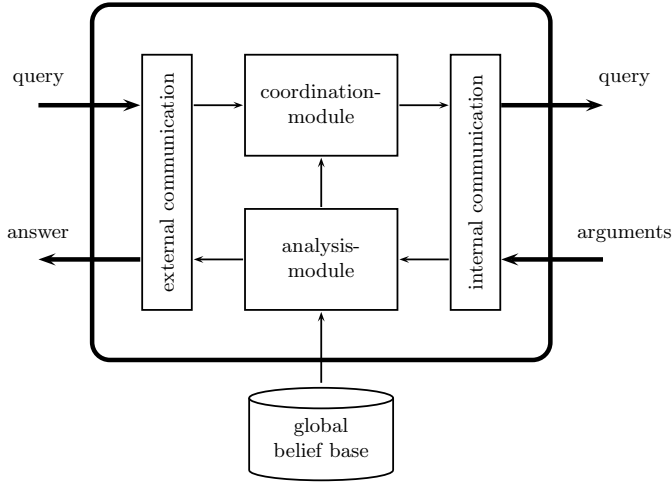 query
external communication
coordination-
module
internal communication
query
answer
analysis-
module
arguments
global
belief base